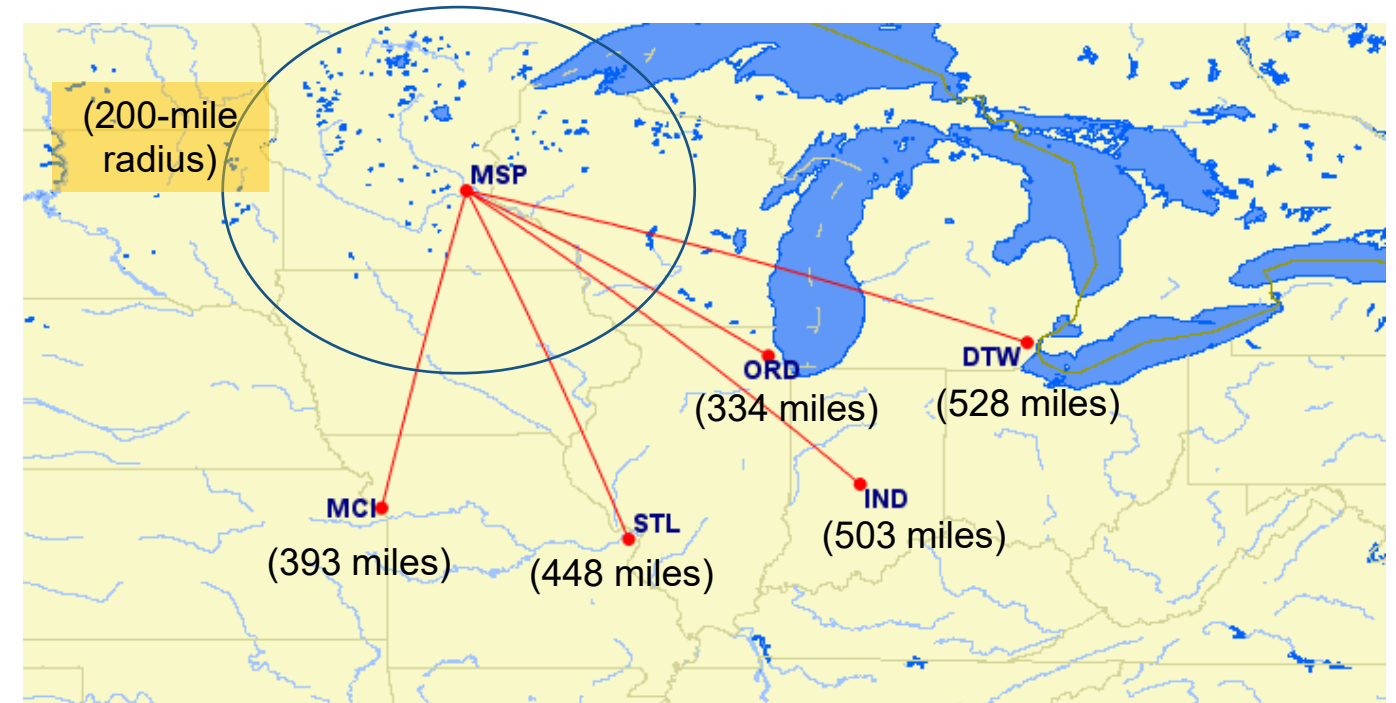 (200-mile
radius)
MSP
ORD
(334 miles)
DTW
(528 miles)
MCI
(393 miles)
STL
(448 miles)
IND
(503 miles)